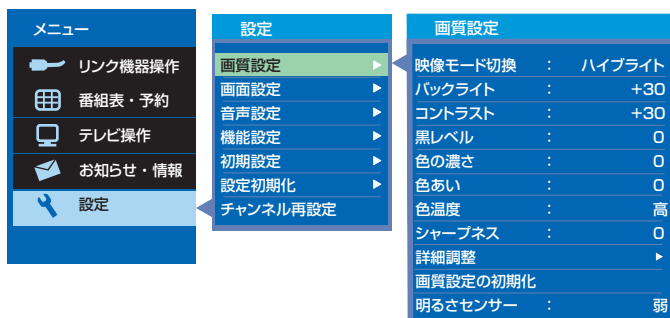 メニュー
リンク機器操作
番組表・予約
テレビ操作
お知らせ・情報
設定
設定
画質設定
画面設定
音声設定
機能設定
初期設定
設定初期化
チャンネル再設定
画質設定
映像モード切換 : ハイブライト
バックライト : +30
コントラスト : +30
黒レベル : 0
色の濃さ : 0
色あい : 0
色温度 : 高
シャープネス : 0
詳細調整
画質設定の初期化
明るさセンサー : 弱